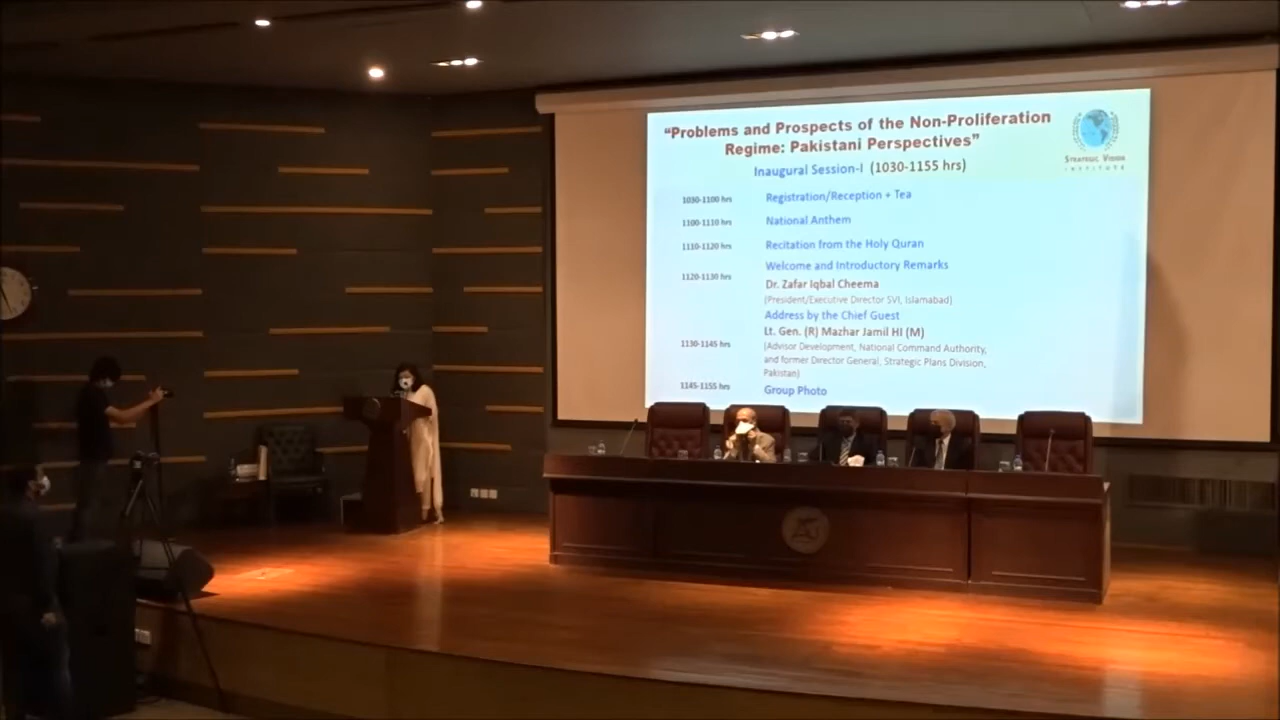 “Problems and Prospects of the Non-Proliferation
Regime: Pakistani Perspectives”
STRATEGIC VISION
INSTITUTE
Inaugural Session-I (1030-1155 hrs)
1030-1100 hrs Registration/Reception + Tea
1100-1110 hrs National Anthem
1110-1120 hrs Recitation from the Holy Quran
1120-1130 hrs Welcome and Introductory Remarks
Dr. Zafar Iqbal Cheema
(President/Executive Director SVI, Islamabad)
1130-1145 hrs Address by the Chief Guest
Lt. Gen. (R) Mazhar Jamil HI (M)
(Advisor Development, National Command Authority,
and former Director General, Strategic Plans Division,
Pakistan)
1145-1155 hrs Group Photo